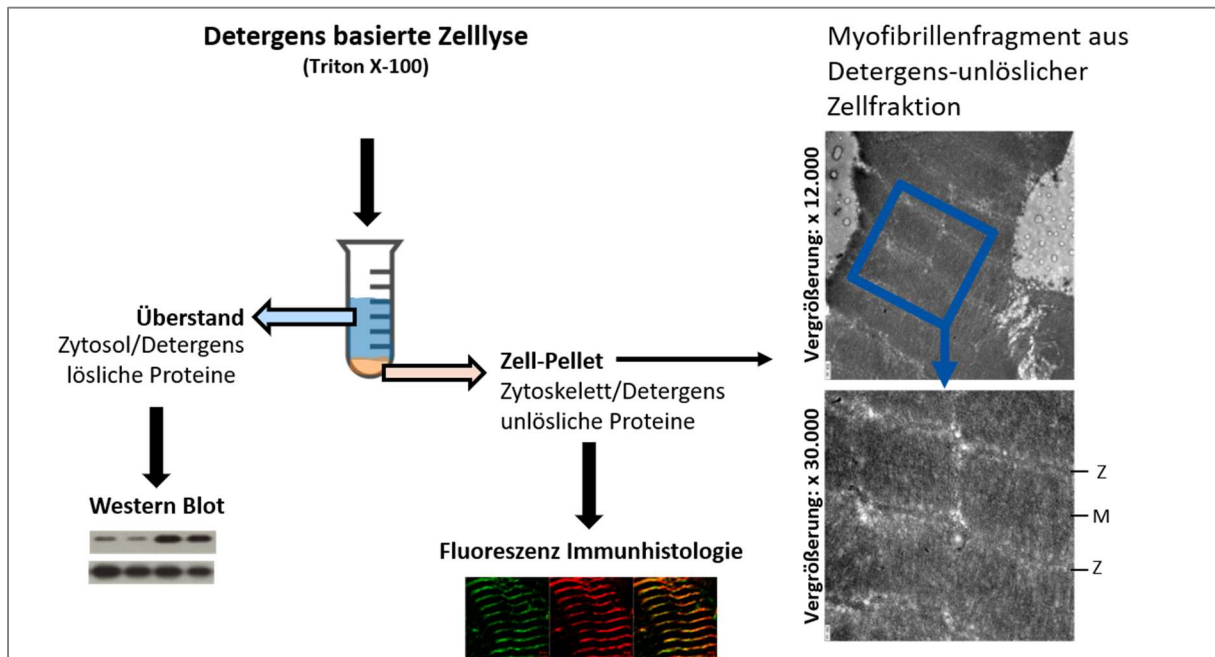 Detergens basierte Zelllyse
(Triton X-100)
Überstand
Zytosol/Detergens
lösliche Proteine
Western Blot
Zell-Pellet
Zytoskelett/Detergens
unlösliche Proteine
Fluoreszenz Immunhistologie
Myofibrillenfragment aus
Detergens-unlöslicher
Zellfraktion
Vergrößerung: x 12.000
Vergrößerung: x 30.000
Z
M
Z